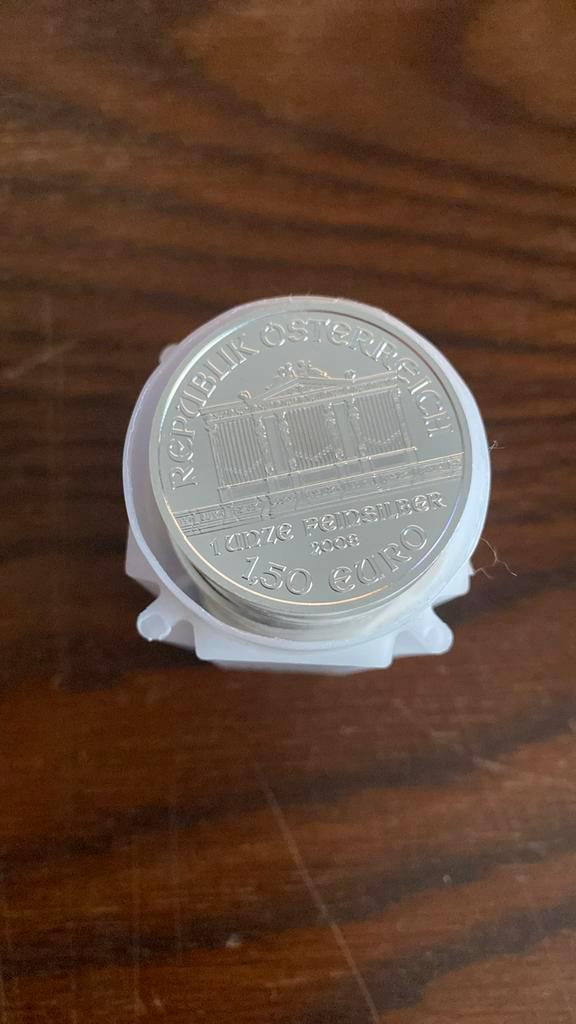 REPUBLIK ÖSTERREICH
1 UNZE FEINSILBER
2008
1,50 EURO